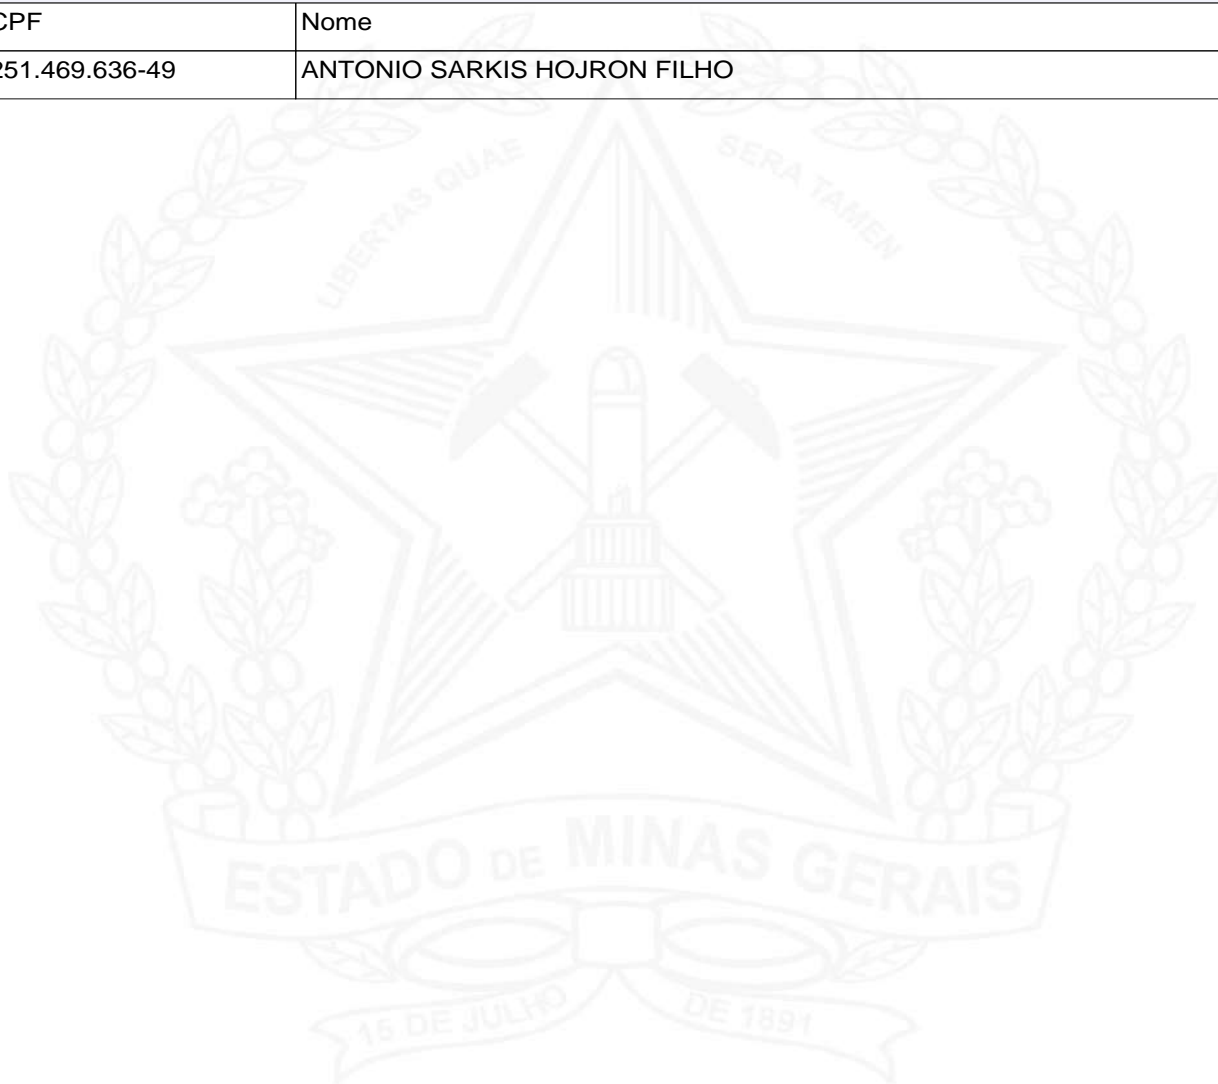 CPF Nome
251.469.636-49 ANTONIO SARKIS HOJRON FILHO
LIBERTAS QUAE SERA TAMEN
ESTADO DE MINAS GERAIS
15 DE JULHO DE 1891